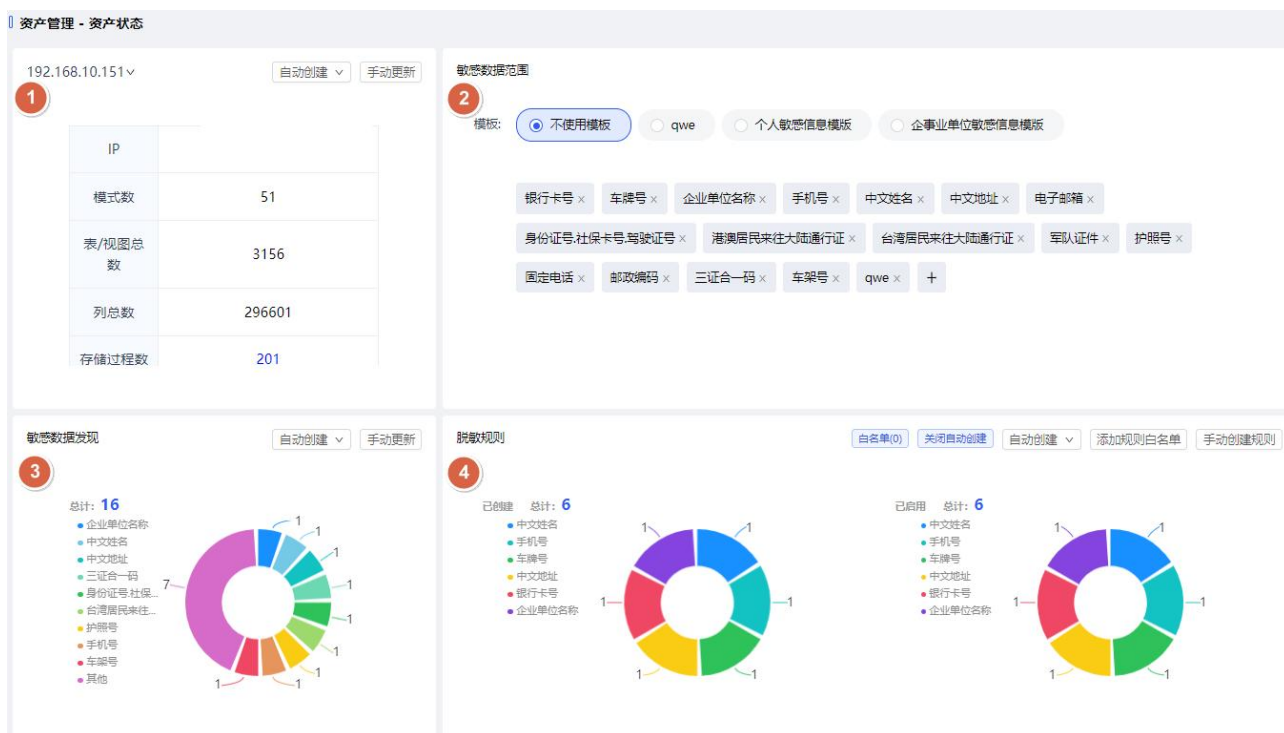 资产管理 - 资产状态
192.168.10.151
自动创建
手动更新
1
IP
模式数
51
表/视图总
数
3156
列总数
296601
存储过程数
201
敏感数据范围
2
模板:
不使用模板
qwe
个人敏感信息模版
企事业单位敏感信息模版
银行卡号 × 车牌号 × 企业单位名称 × 手机号 × 中文姓名 × 中文地址 × 电子邮箱 ×
身份证号.社保卡号.驾驶证号 × 港澳居民来往大陆通行证 × 台湾居民来往大陆通行证 × 军队证件 × 护照号 ×
固定电话 × 邮政编码 × 三证合一码 × 车架号 × qwe × +
敏感数据发现
自动创建
手动更新
3
总计: 16
企业单位名称
中文姓名
中文地址
三证合一码
身份证号.社保...
台湾居民来往...
护照号
手机号
车架号
其他
1
1
1
1
1
1
1
1
1
7
脱敏规则
白名单(0)
关闭自动创建
自动创建
添加规则白名单
手动创建规则
4
已创建 总计: 6
中文姓名
手机号
车牌号
中文地址
银行卡号
企业单位名称
1
1
1
1
1
1
已启用 总计: 6
中文姓名
手机号
车牌号
中文地址
银行卡号
企业单位名称
1
1
1
1
1
1